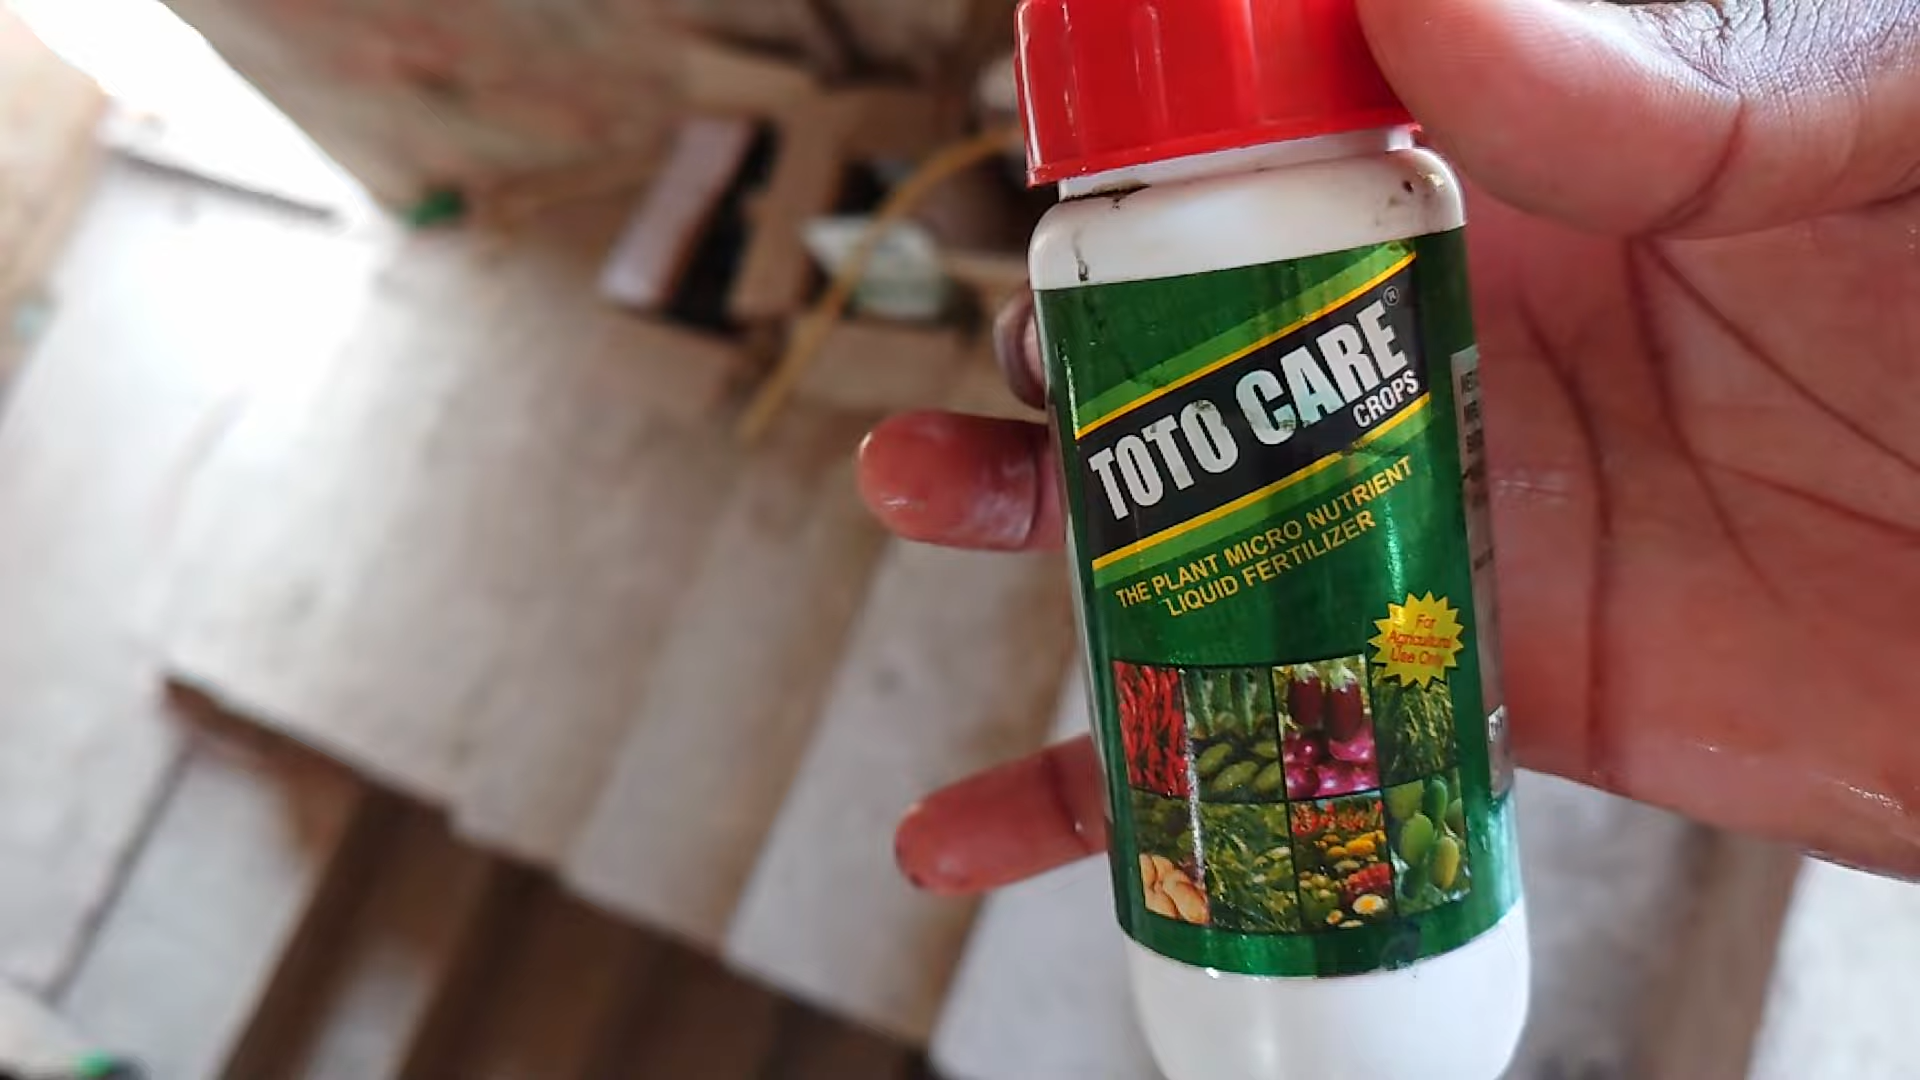 TOTO CARE®
CROPS
THE PLANT MICRO NUTRIENT
LIQUID FERTILIZER
For
Agricultural
Use Only